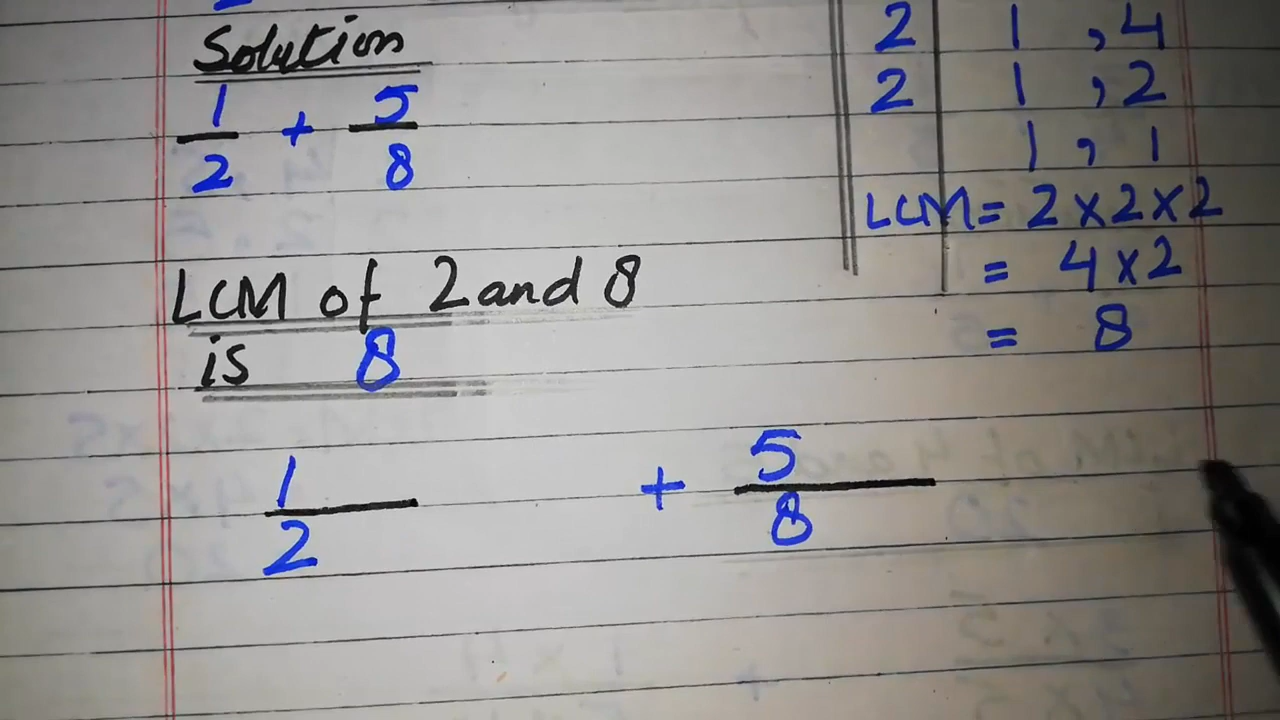 Solution
1/2 + 5/8
LCM of 2 and 8
is 8
1/2 + 5/8
2 | 1 , 4
2 | 1 , 2
1 , 1
LCM = 2 × 2 × 2
= 4 × 2
= 8